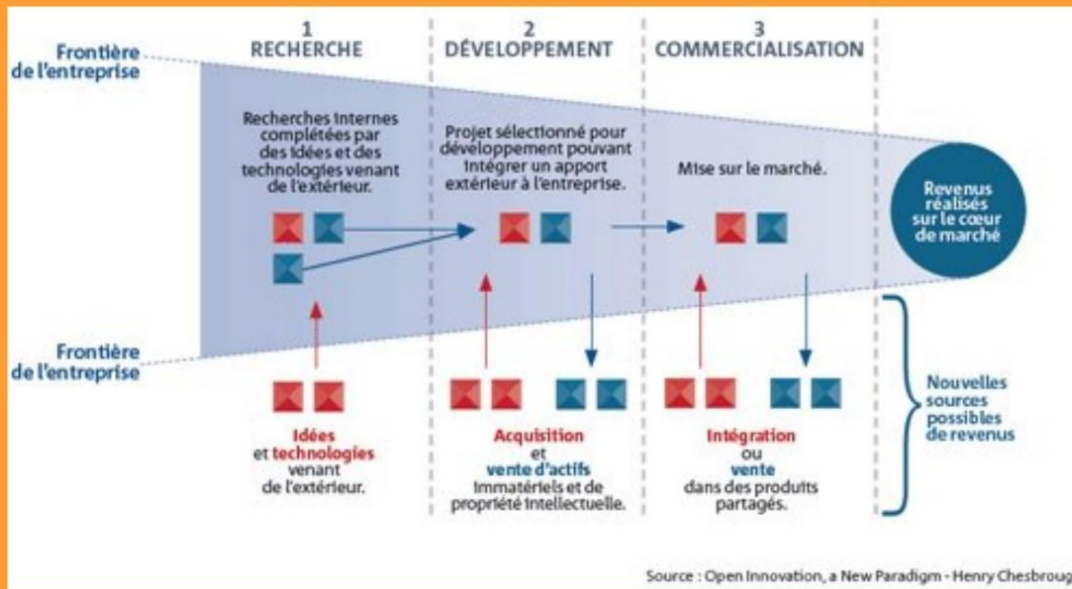 1
RECHERCHE
2
DÉVELOPPEMENT
3
COMMERCIALISATION
Frontière
de l'entreprise
Recherches internes
complétées par
des idées et des
technologies venant
de l'extérieur.
Projet sélectionné pour
développement pouvant
intégrer un apport
extérieur à l'entreprise.
Mise sur le marché.
Revenus
réalisés
sur le cœur
de marché
Frontière
de l'entreprise
Idées
et technologies
venant
de l'extérieur.
Acquisition
et
vente d'actifs
immatériels et de
propriété intellectuelle.
Intégration
ou
vente
dans des produits
partagés.
Nouvelles
sources
possibles
de revenus
Source : Open Innovation, a New Paradigm - Henry Chesbroug